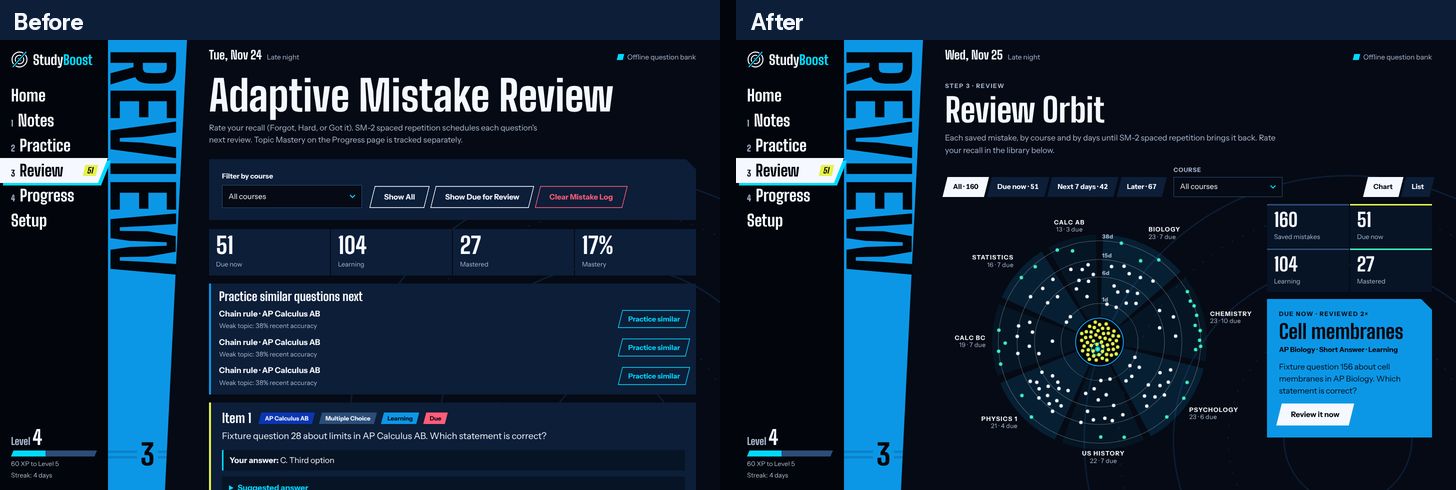 Before
StudyBoost
Home
1 Notes
2 Practice
3 Review 51
4 Progress
Setup
Level 4
60 XP to Level 5
Streak: 4 days
REVIEW
3
Tue, Nov 24 Late night
Offline question bank
Adaptive Mistake Review
Rate your recall (Forgot, Hard, or Got it). SM-2 spaced repetition schedules each question's
next review. Topic Mastery on the Progress page is tracked separately.
Filter by course
All courses
Show All
Show Due for Review
Clear Mistake Log
51
Due now
104
Learning
27
Mastered
17%
Mastery
Practice similar questions next
Chain rule · AP Calculus AB
Weak topic: 38% recent accuracy
Practice similar
Chain rule · AP Calculus AB
Weak topic: 38% recent accuracy
Practice similar
Chain rule · AP Calculus AB
Weak topic: 38% recent accuracy
Practice similar
Item 1 AP Calculus AB Multiple Choice Learning Due
Fixture question 28 about limits in AP Calculus AB. Which statement is correct?
Your answer: C. Third option
Suggested answer
After
StudyBoost
Home
1 Notes
2 Practice
3 Review 51
4 Progress
Setup
Level 4
60 XP to Level 5
Streak: 4 days
REVIEW
3
Wed, Nov 25 Late night
Offline question bank
STEP 3 · REVIEW
Review Orbit
Each saved mistake, by course and by days until SM-2 spaced repetition brings it back. Rate
your recall in the library below.
All · 160
Due now · 51
Next 7 days · 42
Later · 67
COURSE
All courses
Chart
List
CALC AB
13 · 3 due
BIOLOGY
23 · 7 due
STATISTICS
16 · 7 due
CHEMISTRY
23 · 10 due
CALC BC
19 · 7 due
PSYCHOLOGY
23 · 6 due
PHYSICS 1
21 · 4 due
US HISTORY
22 · 7 due
38d
15d
6d
1d
160
Saved mistakes
51
Due now
104
Learning
27
Mastered
DUE NOW · REVIEWED 2×
Cell membranes
AP Biology · Short Answer · Learning
Fixture question 156 about cell
membranes in AP Biology. Which
statement is correct?
Review it now